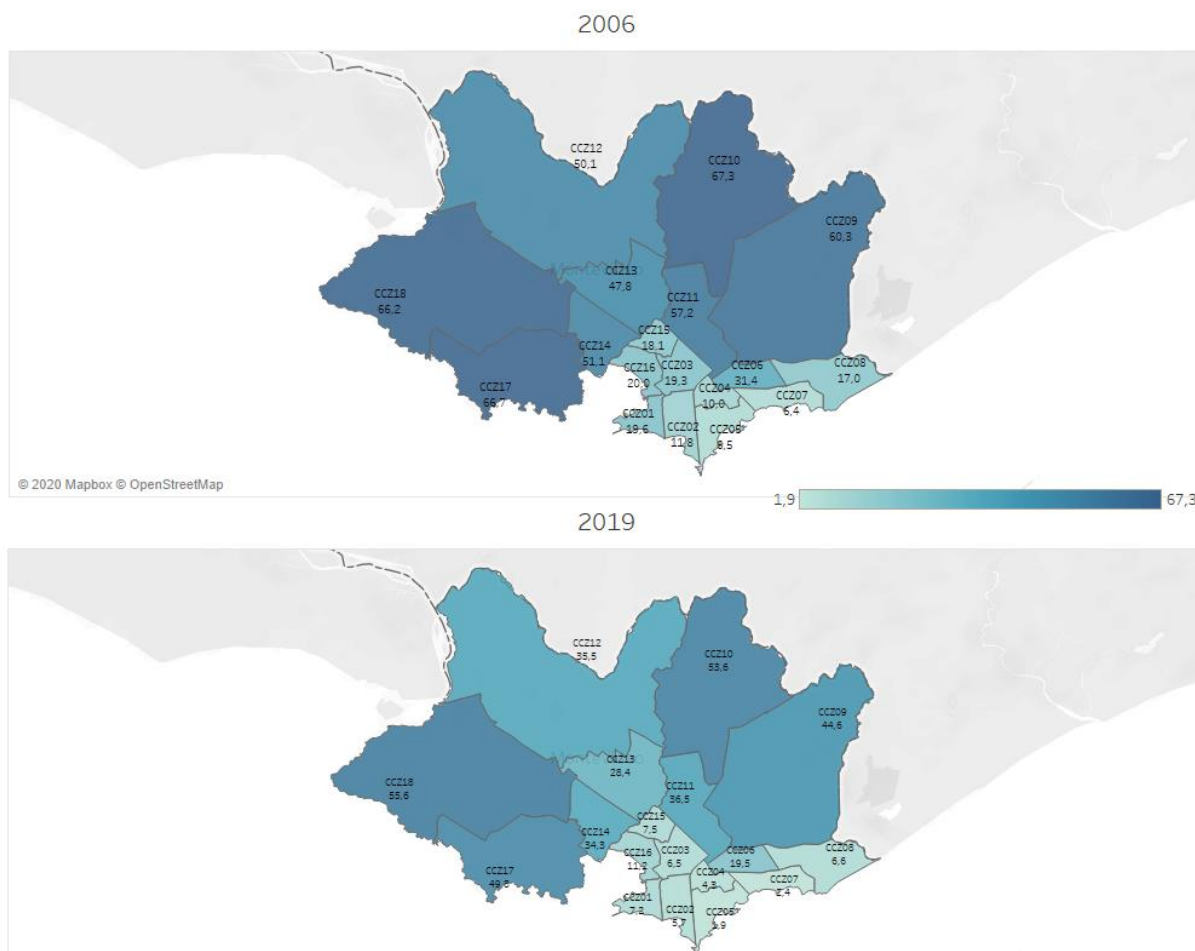 2006
CCZ12
50,1
CCZ10
67,3
CCZ09
60,3
CCZ13
47,8
CCZ18
66,2
CCZ11
57,2
CCZ15
18,1
CCZ14
51,1
CCZ16
20,0
CCZ03
19,3
CCZ06
31,4
CCZ08
17,0
CCZ17
66,7
CCZ04
10,0
CCZ07
6,4
CCZ01
19,6
CCZ02
11,8
CCZ05
© 2020 Mapbox © OpenStreetMap
1,9
67,3
2019
CCZ12
35,5
CCZ10
53,6
CCZ09
44,6
CCZ13
28,4
CCZ18
55,6
CCZ11
36,5
CCZ15
7,5
CCZ14
34,3
CCZ16
11,2
CCZ03
6,5
CCZ06
19,5
CCZ08
6,6
CCZ17
CCZ04
4,3
CCZ07
2,4
CCZ01
7,3
CCZ02
5,7
CCZ05
1,9